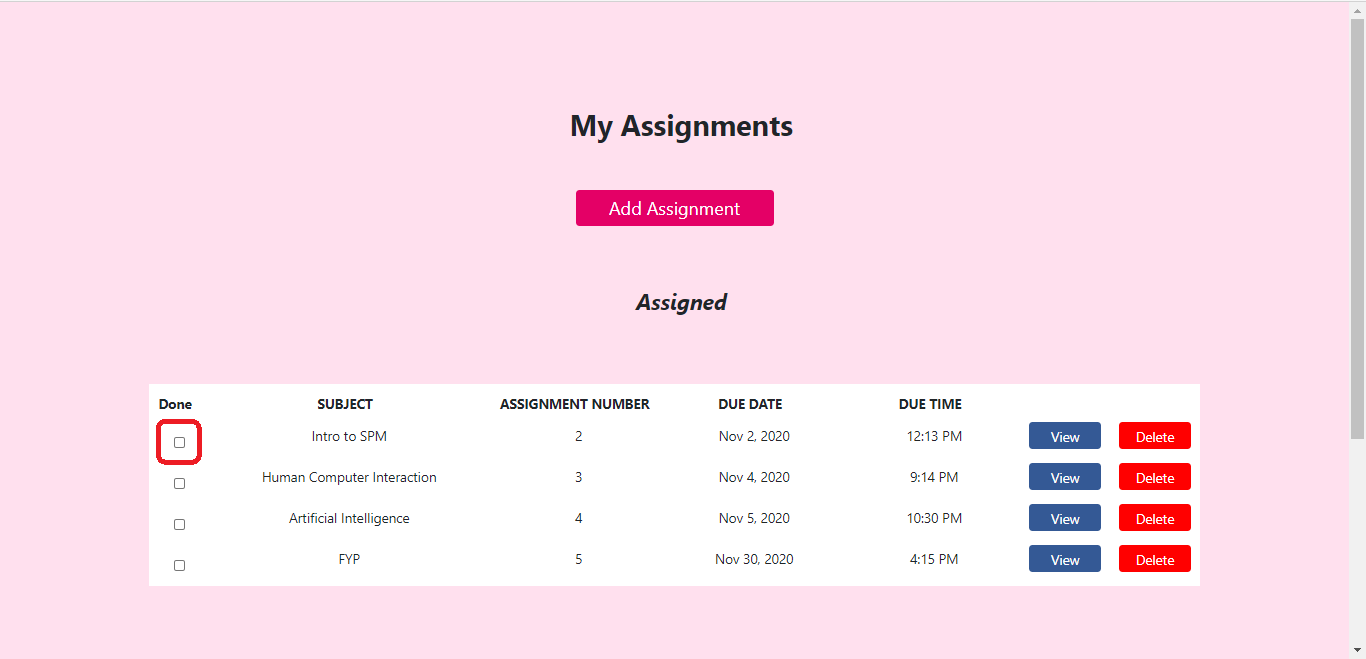 My Assignments
Add Assignment
Assigned
Done SUBJECT ASSIGNMENT NUMBER DUE DATE DUE TIME
Intro to SPM 2 Nov 2, 2020 12:13 PM View Delete
Human Computer Interaction 3 Nov 4, 2020 9:14 PM View Delete
Artificial Intelligence 4 Nov 5, 2020 10:30 PM View Delete
FYP 5 Nov 30, 2020 4:15 PM View Delete